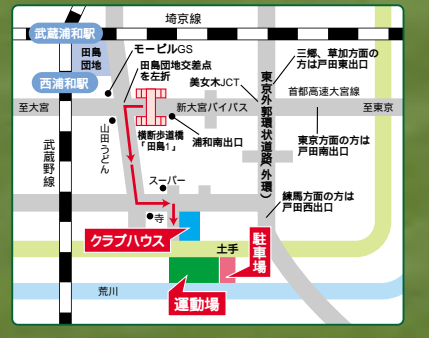 埼京線
武蔵浦和駅
田島
団地
モービルGS
田島団地交差点
を左折
三郷、草加方面の
方は戸田東出口
美女木JCT
西浦和駅
首都高速大宮線
至大宮
新大宮バイパス
至東京
山田うどん
横断歩道橋
「田島1」
浦和南出口
東京外郭環状道路(外環)
東京方面の方は
戸田南出口
武蔵野線
スーパー
練馬方面の方は
戸田西出口
寺
クラブハウス
土手
駐車場
荒川
運動場